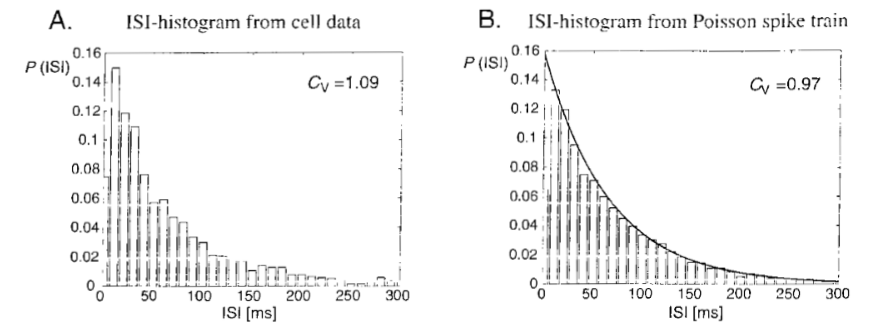 A. ISI-histogram from cell data
P (ISI)
0.16
0.14
0.12
0.1
0.08
0.06
0.04
0.02
0
C_V =1.09
0 50 100 150 200 250 300
ISI [ms]
B. ISI-histogram from Poisson spike train
P (ISI)
0.16
0.14
0.12
0.1
0.08
0.06
0.04
0.02
0
C_V =0.97
0 50 100 150 200 250 300
ISI [ms]